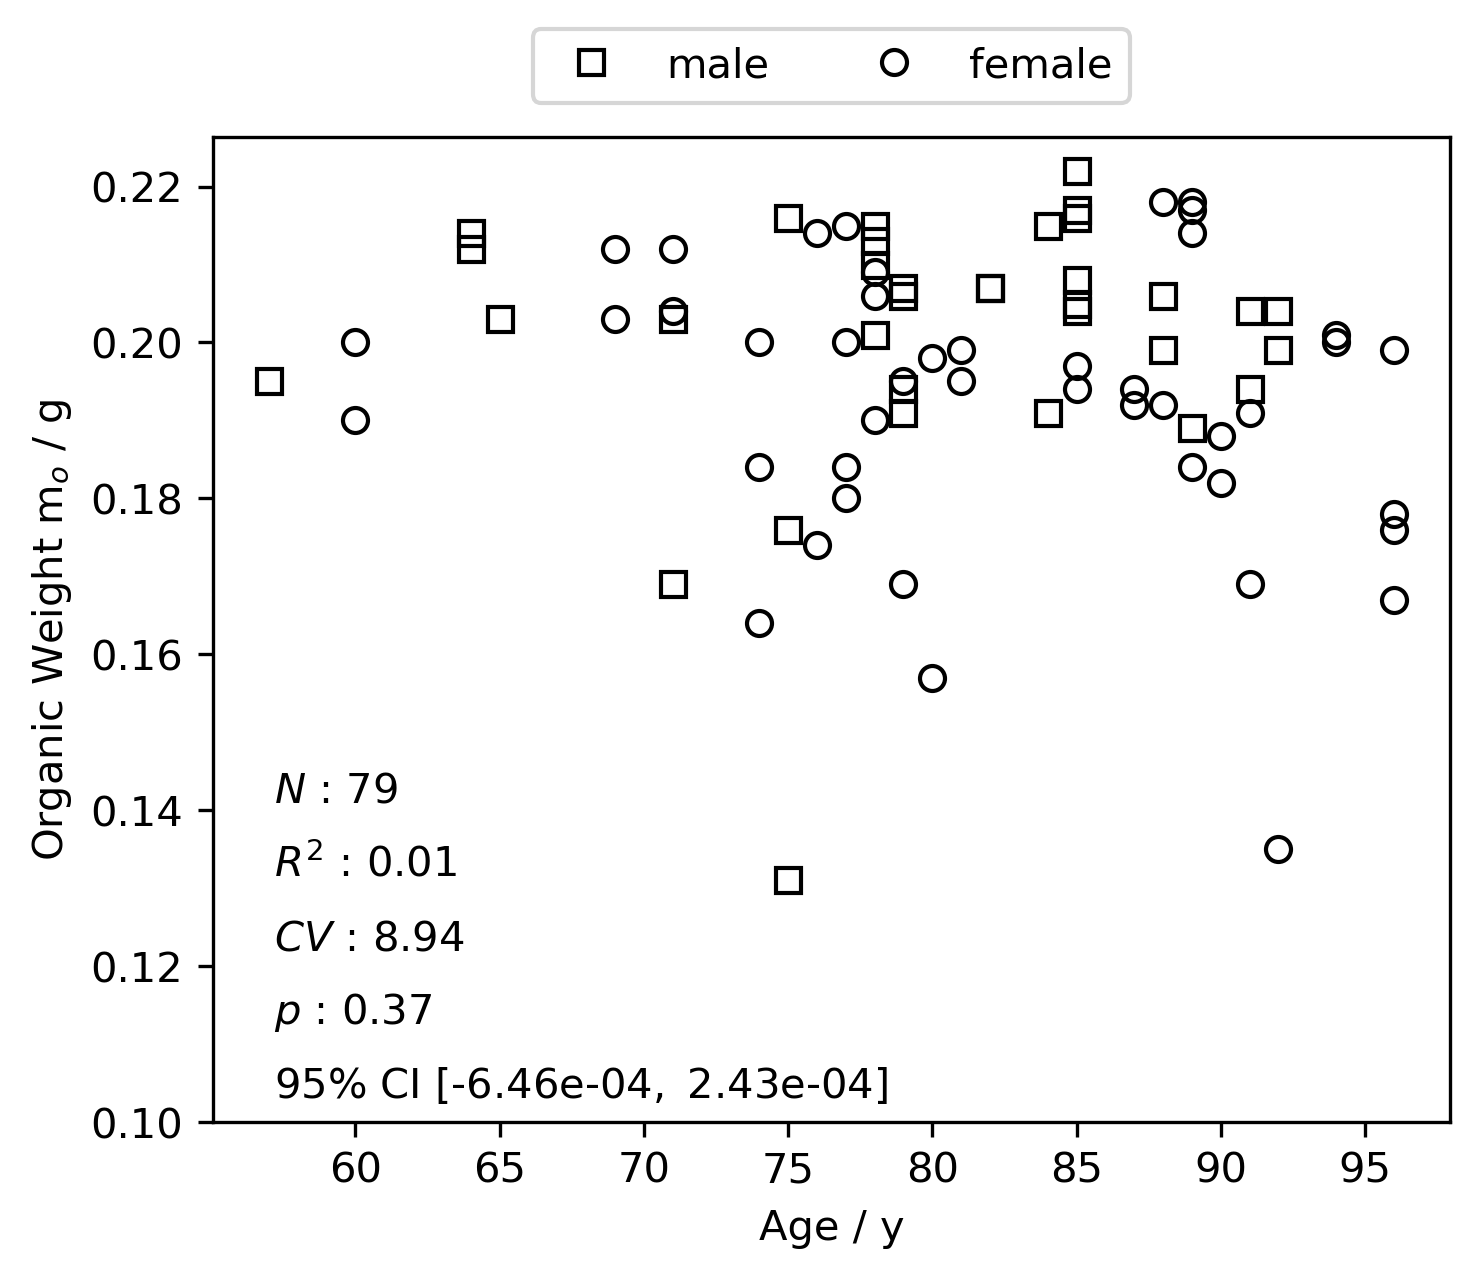 male female
0.22
0.20
0.18
0.16
0.14
0.12
0.10
Organic Weight mₒ / g
N : 79
R² : 0.01
CV : 8.94
p : 0.37
95% CI [-6.46e-04, 2.43e-04]
60 65 70 75 80 85 90 95
Age / y